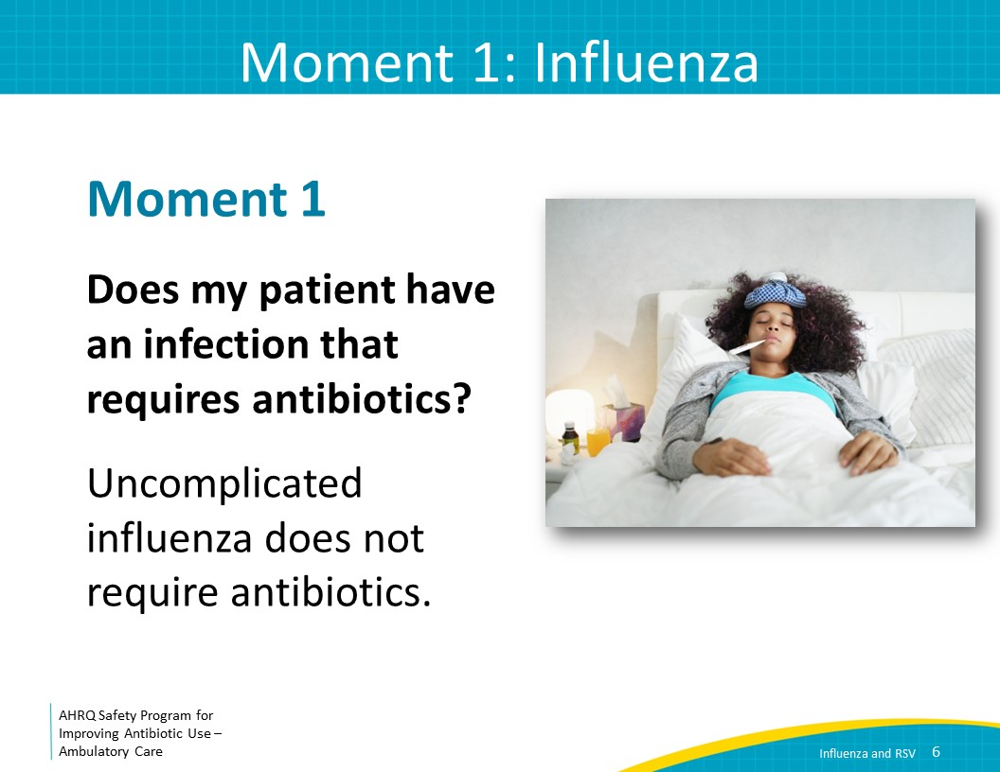 Moment 1: Influenza
Moment 1
Does my patient have
an infection that
requires antibiotics?
Uncomplicated
influenza does not
require antibiotics.
AHRQ Safety Program for
Improving Antibiotic Use –
Ambulatory Care
Influenza and RSV 6